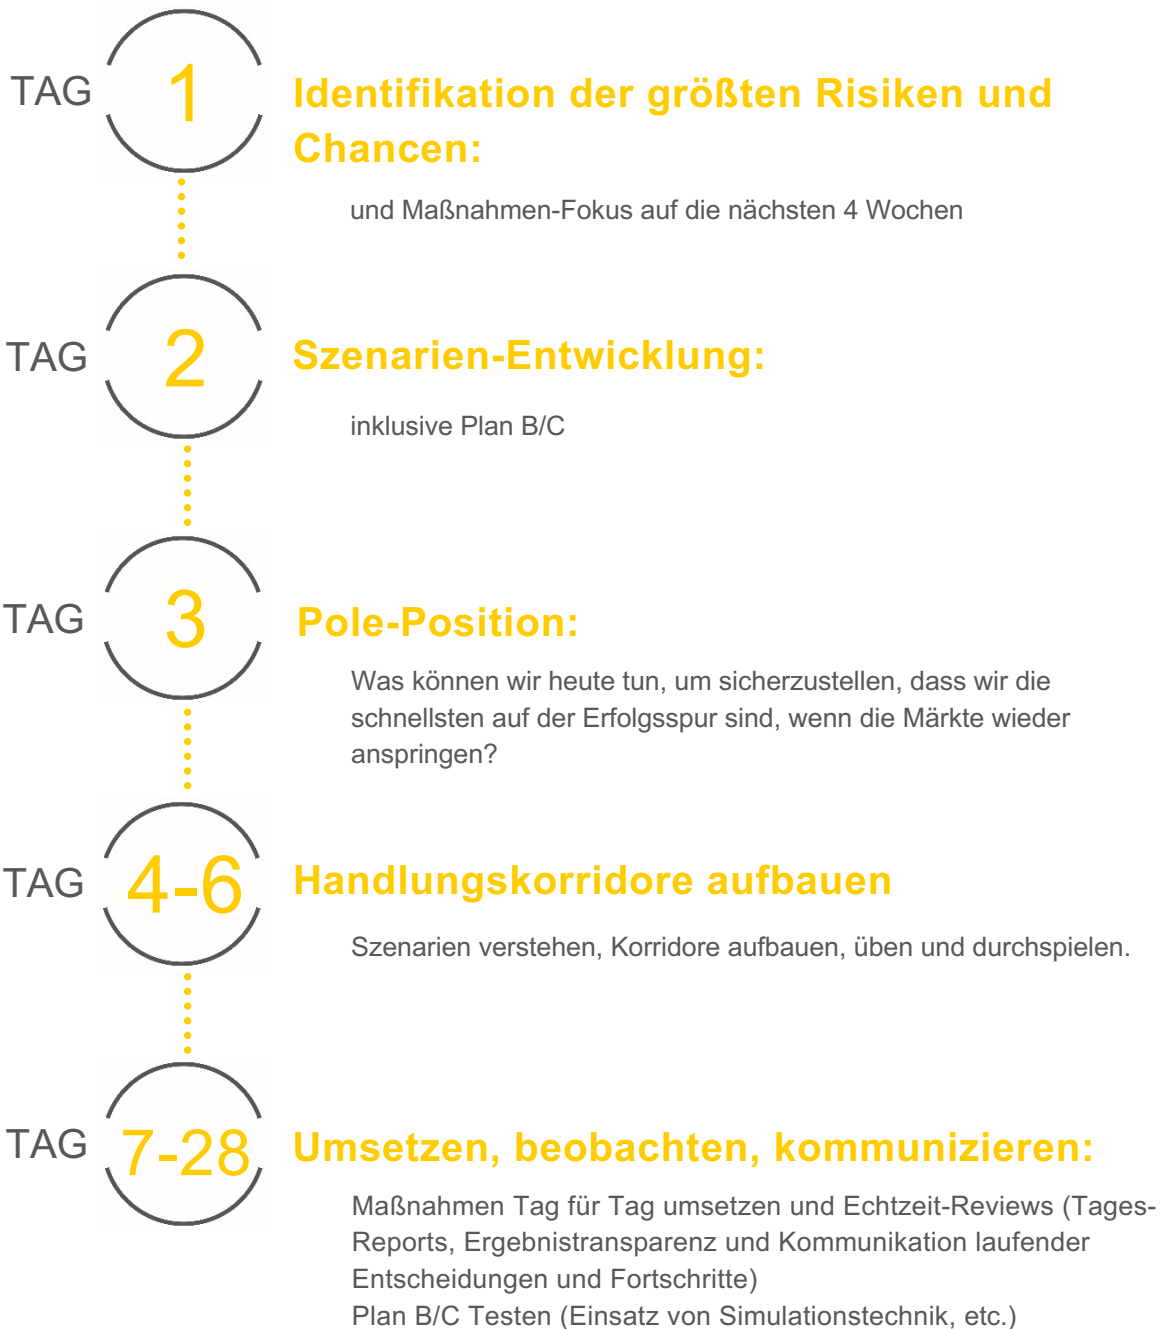 TAG 1 Identifikation der größten Risiken und
Chancen:
und Maßnahmen-Fokus auf die nächsten 4 Wochen
TAG 2 Szenarien-Entwicklung:
inklusive Plan B/C
TAG 3 Pole-Position:
Was können wir heute tun, um sicherzustellen, dass wir die
schnellsten auf der Erfolgsspur sind, wenn die Märkte wieder
anspringen?
TAG 4-6 Handlungskorridore aufbauen
Szenarien verstehen, Korridore aufbauen, üben und durchspielen.
TAG 7-28 Umsetzen, beobachten, kommunizieren:
Maßnahmen Tag für Tag umsetzen und Echtzeit-Reviews (Tages-
Reports, Ergebnistransparenz und Kommunikation laufender
Entscheidungen und Fortschritte)
Plan B/C Testen (Einsatz von Simulationstechnik, etc.)